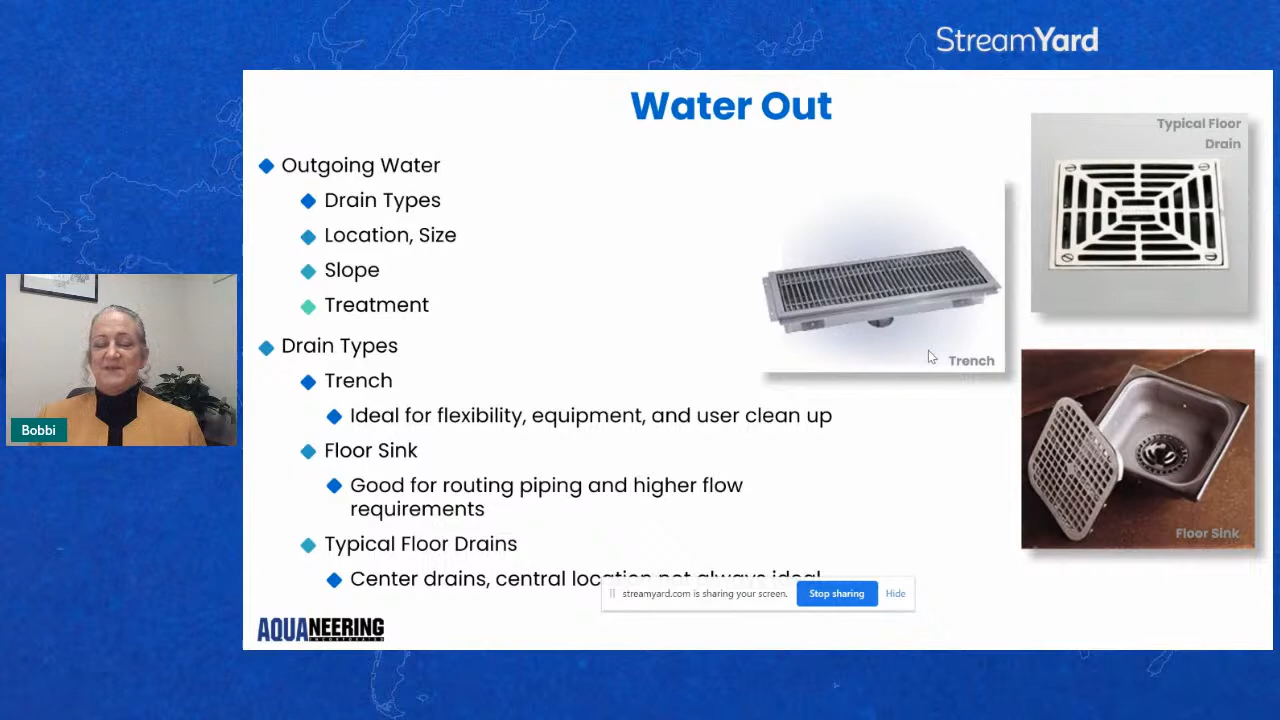 StreamYard
Water Out
Outgoing Water
Drain Types
Location, Size
Slope
Treatment
Drain Types
Trench
Ideal for flexibility, equipment, and user clean up
Floor Sink
Good for routing piping and higher flow
requirements
Typical Floor Drains
Center drains, central location not always ideal
Typical Floor
Drain
Trench
Floor Sink
Bobbi
streamyard.com is sharing your screen.
Stop sharing
Hide
AQUANEERING
INCORPORATED